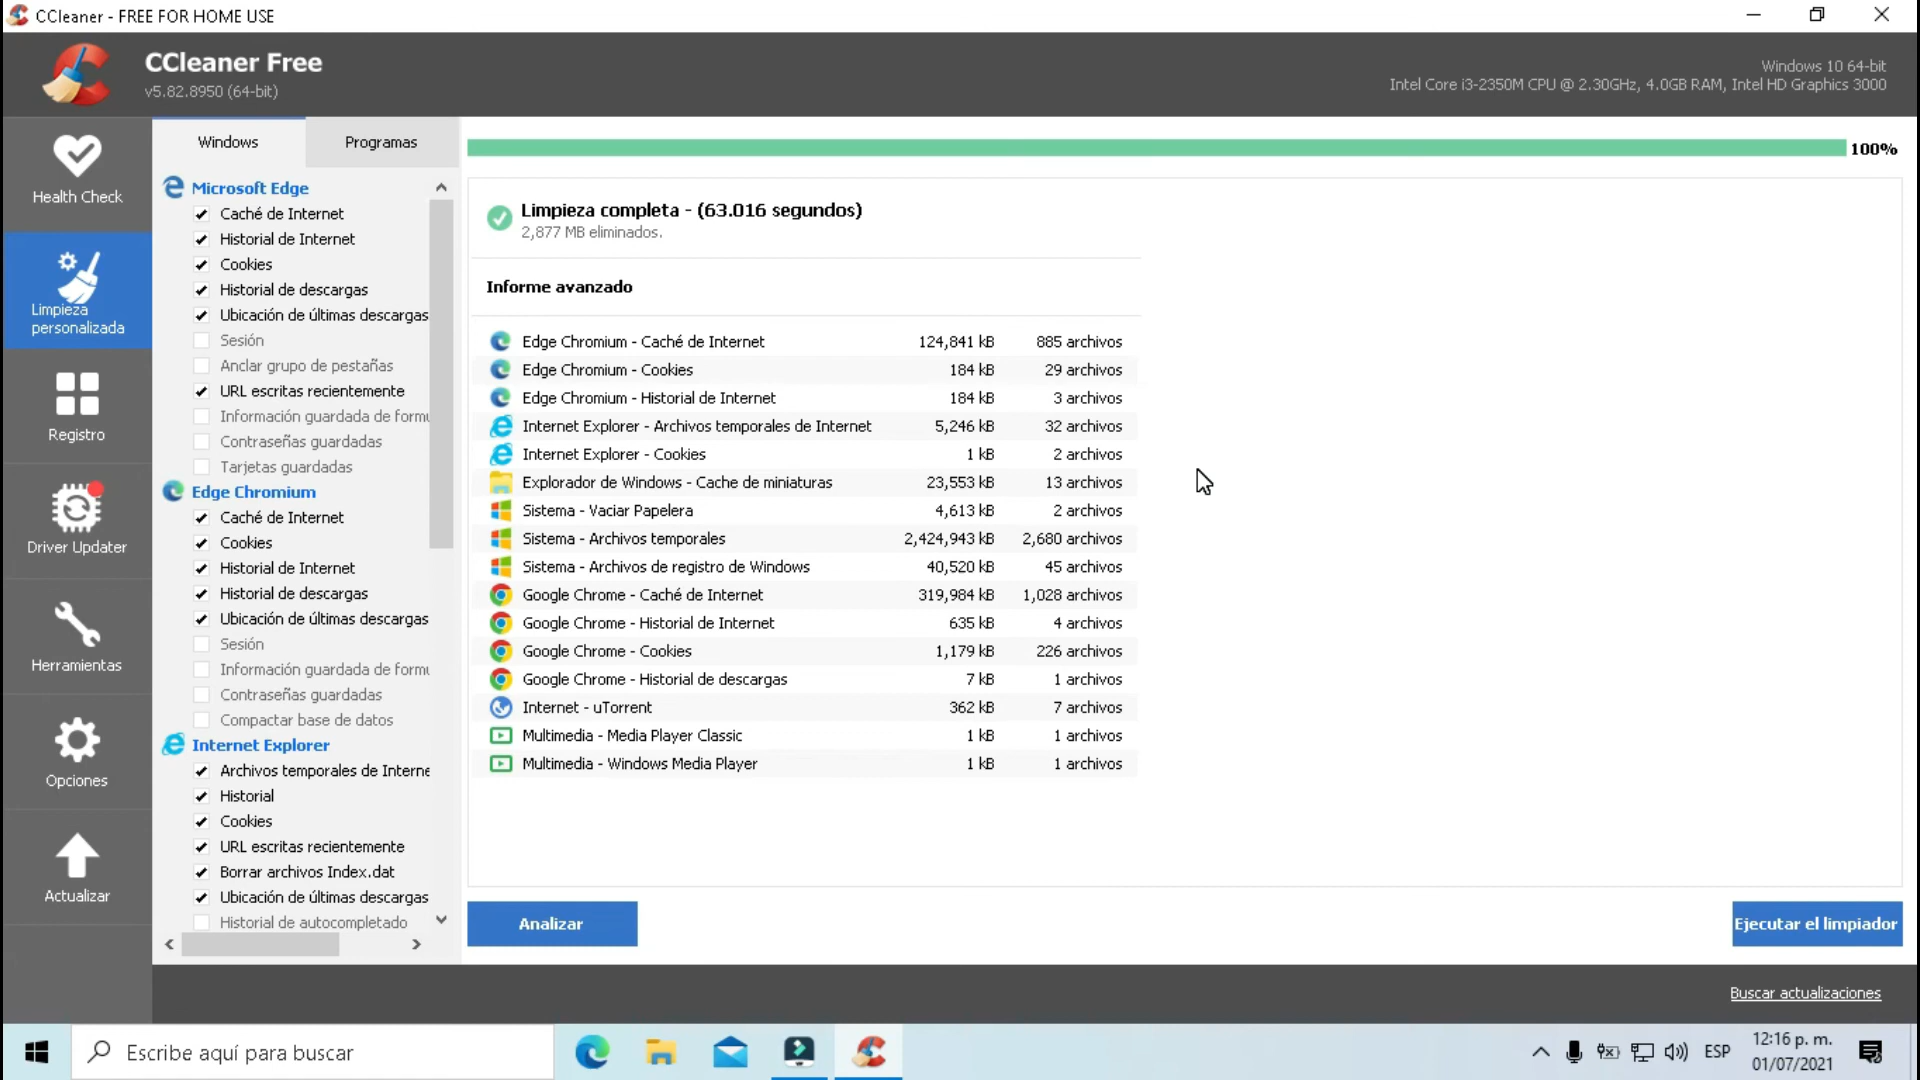 CCleaner - FREE FOR HOME USE
CCleaner Free
v5.82.8950 (64-bit)
Windows 10 64-bit
Intel Core i3-2350M CPU @ 2.30GHz, 4.0GB RAM, Intel HD Graphics 3000
Health Check
Limpieza
personalizada
Registro
Driver Updater
Herramientas
Opciones
Actualizar
Windows
Programas
Microsoft Edge
Caché de Internet
Historial de Internet
Cookies
Historial de descargas
Ubicación de últimas descargas
Sesión
Anclar grupo de pestañas
URL escritas recientemente
Información guardada de formu
Contraseñas guardadas
Tarjetas guardadas
Edge Chromium
Caché de Internet
Cookies
Historial de Internet
Historial de descargas
Ubicación de últimas descargas
Sesión
Información guardada de formu
Contraseñas guardadas
Compactar base de datos
Internet Explorer
Archivos temporales de Interne
Historial
Cookies
URL escritas recientemente
Borrar archivos Index.dat
Ubicación de últimas descargas
Historial de autocompletado
100%
Limpieza completa - (63.016 segundos)
2,877 MB eliminados.
Informe avanzado
Edge Chromium - Caché de Internet 124,841 kB 885 archivos
Edge Chromium - Cookies 184 kB 29 archivos
Edge Chromium - Historial de Internet 184 kB 3 archivos
Internet Explorer - Archivos temporales de Internet 5,246 kB 32 archivos
Internet Explorer - Cookies 1 kB 2 archivos
Explorador de Windows - Cache de miniaturas 23,553 kB 13 archivos
Sistema - Vaciar Papelera 4,613 kB 2 archivos
Sistema - Archivos temporales 2,424,943 kB 2,680 archivos
Sistema - Archivos de registro de Windows 40,520 kB 45 archivos
Google Chrome - Caché de Internet 319,984 kB 1,028 archivos
Google Chrome - Historial de Internet 635 kB 4 archivos
Google Chrome - Cookies 1,179 kB 226 archivos
Google Chrome - Historial de descargas 7 kB 1 archivos
Internet - uTorrent 362 kB 7 archivos
Multimedia - Media Player Classic 1 kB 1 archivos
Multimedia - Windows Media Player 1 kB 1 archivos
Analizar
Ejecutar el limpiador
Buscar actualizaciones
Escribe aquí para buscar
ESP
12:16 p. m.
01/07/2021